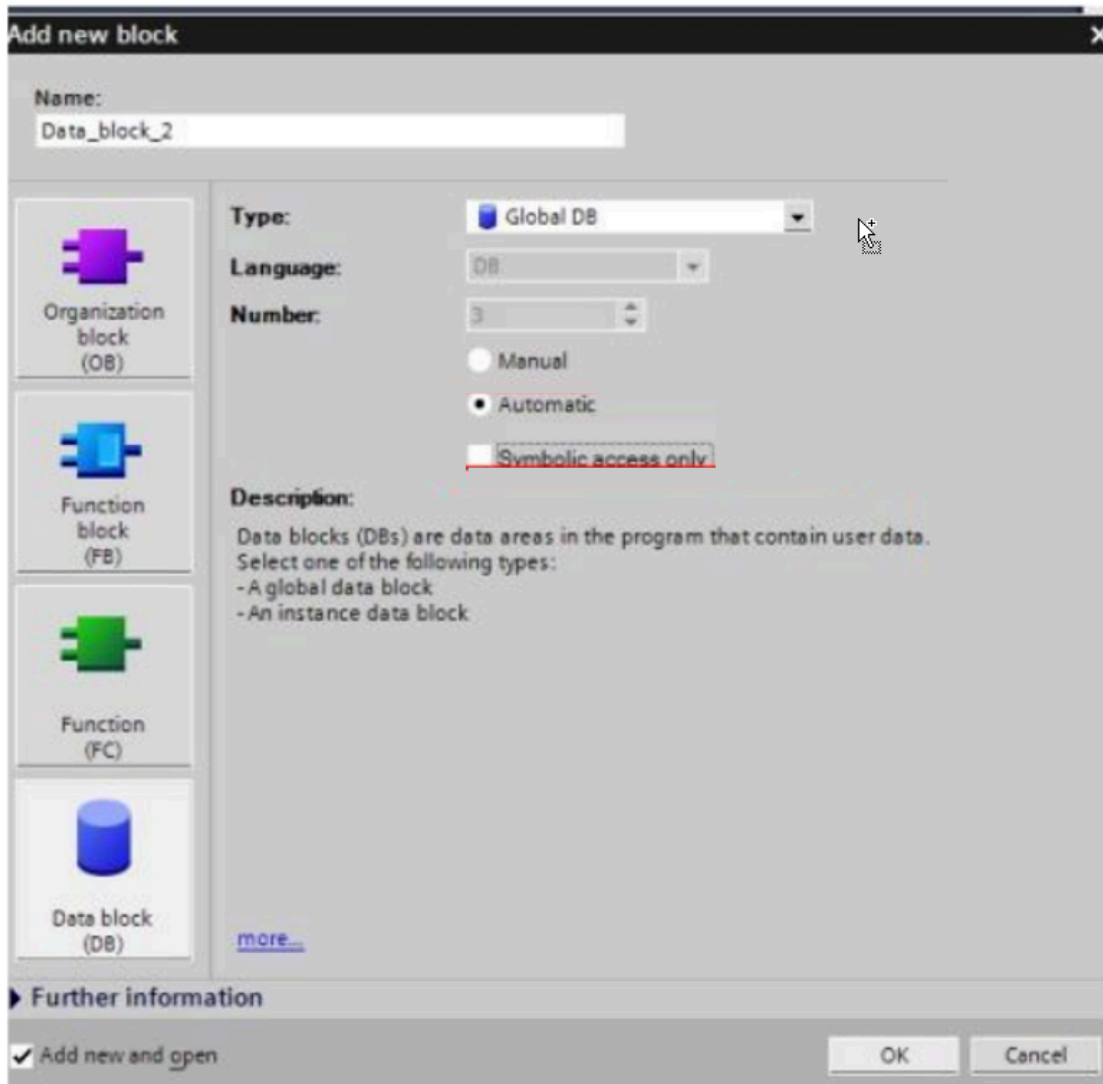 Add new block
Name:
Data_block_2
Organization
block
(OB)
Function
block
(FB)
Function
(FC)
Data block
(DB)
Type:
Global DB
Language:
DB
Number:
3
Manual
Automatic
Symbolic access only
Description:
Data blocks (DBs) are data areas in the program that contain user data.
Select one of the following types:
- A global data block
- An instance data block
more...
Further information
Add new and open
OK
Cancel